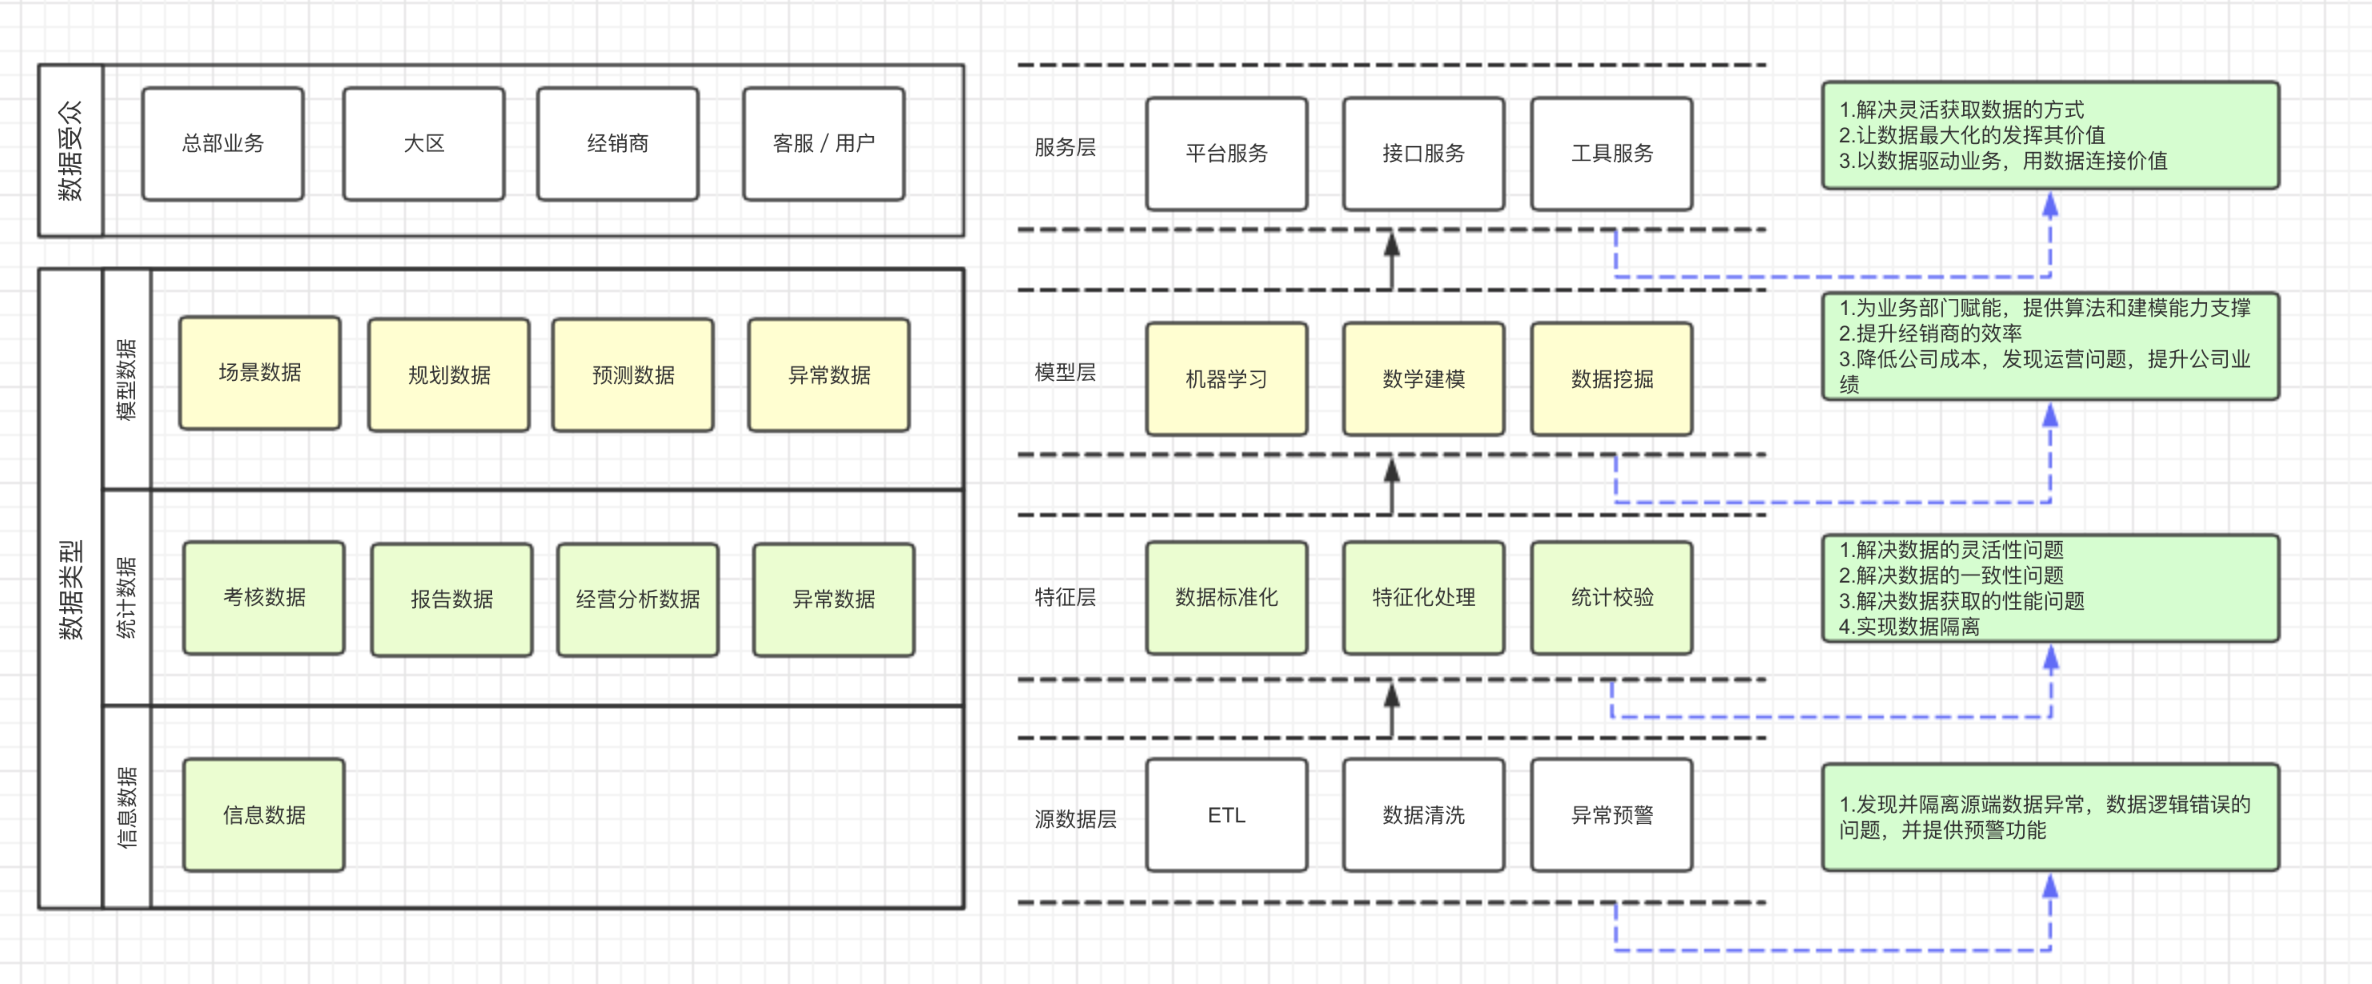 数据受众
总部业务
大区
经销商
客服 / 用户
数据类型
模型数据
场景数据
规划数据
预测数据
异常数据
统计数据
考核数据
报告数据
经营分析数据
异常数据
信息数据
信息数据
服务层
平台服务
接口服务
工具服务
1.解决灵活获取数据的方式
2.让数据最大化的发挥其价值
3.以数据驱动业务，用数据连接价值
模型层
机器学习
数学建模
数据挖掘
1.为业务部门赋能，提供算法和建模能力支撑
2.提升经销商的效率
3.降低公司成本，发现运营问题，提升公司业
绩
特征层
数据标准化
特征化处理
统计校验
1.解决数据的灵活性问题
2.解决数据的一致性问题
3.解决数据获取的性能问题
4.实现数据隔离
源数据层
ETL
数据清洗
异常预警
1.发现并隔离源端数据异常，数据逻辑错误的
问题，并提供预警功能